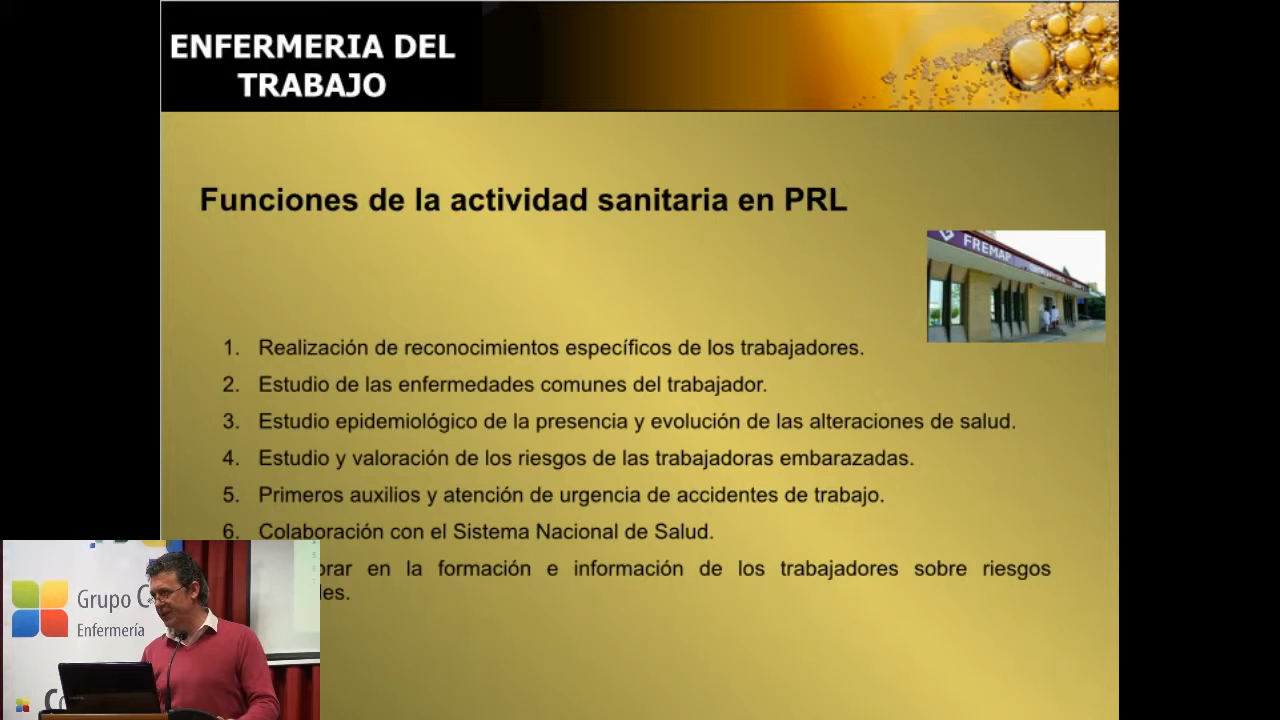 ENFERMERIA DEL
TRABAJO
Funciones de la actividad sanitaria en PRL
FREMAP
1. Realización de reconocimientos específicos de los trabajadores.
2. Estudio de las enfermedades comunes del trabajador.
3. Estudio epidemiológico de la presencia y evolución de las alteraciones de salud.
4. Estudio y valoración de los riesgos de las trabajadoras embarazadas.
5. Primeros auxilios y atención de urgencia de accidentes de trabajo.
6. Colaboración con el Sistema Nacional de Salud.
en la formación e información de los trabajadores sobre riesgos
Grupo
Enfermería